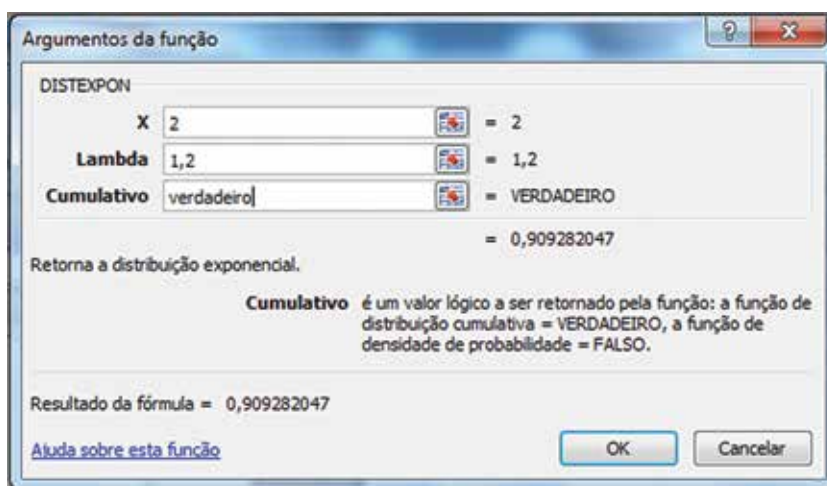 Argumentos da função
DISTEXPON
X 2 = 2
Lambda 1,2 = 1,2
Cumulativo verdadeiro = VERDADEIRO
= 0,909282047
Retorna a distribuição exponencial.
Cumulativo é um valor lógico a ser retornado pela função: a função de
distribuição cumulativa = VERDADEIRO, a função de
densidade de probabilidade = FALSO.
Resultado da fórmula = 0,909282047
Ajuda sobre esta função
OK Cancelar